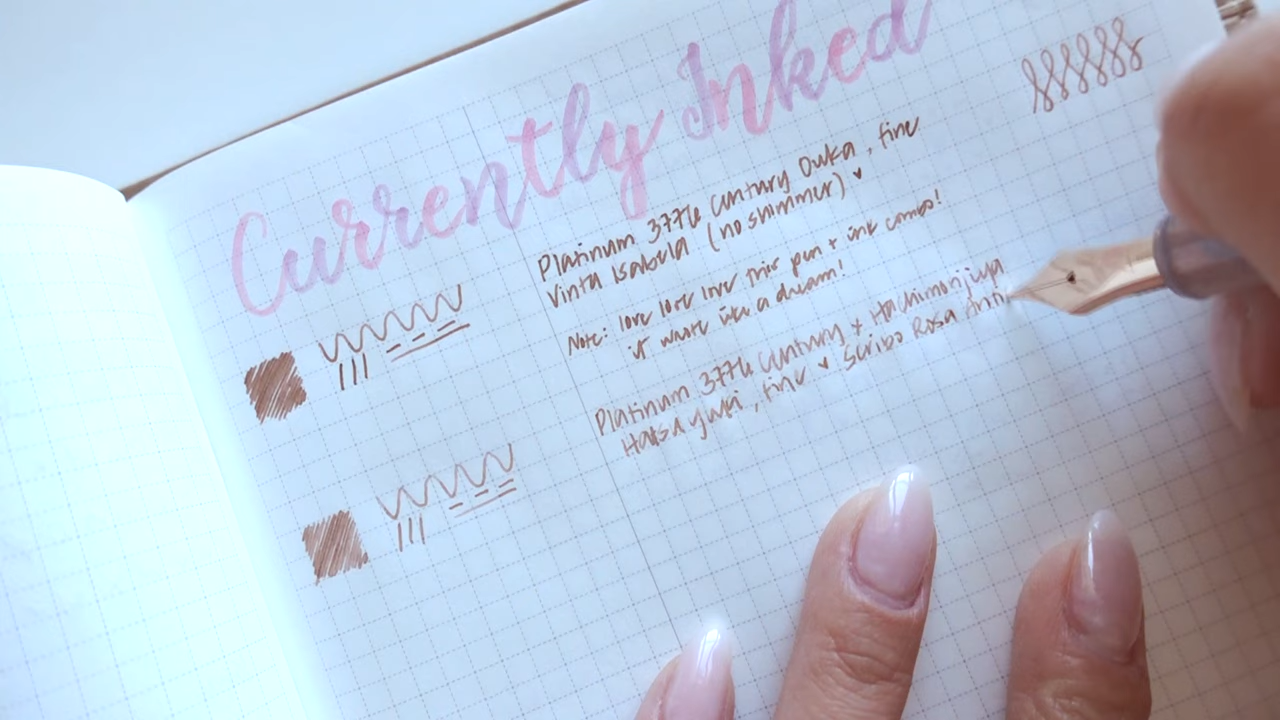 Currently Inked
Platinum 3776 Century Ouka, fine
Vinta Isabela (no shimmer) ♥
Note: love love love this pen + ink combo!
it writes like a dream!
Platinum 3776 Century + Hachimonjiya
fine ♥ Scribo Rosa Anti